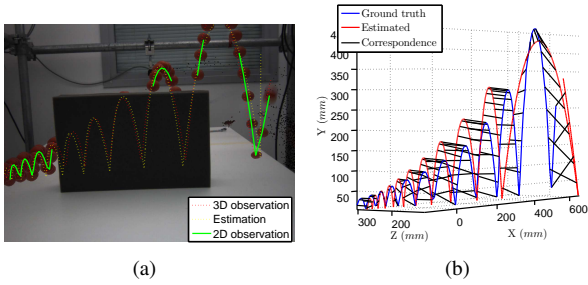 3D observation
Estimation
2D observation
(a)
Ground truth
Estimated
Correspondence
4
400
350
300
250
200
150
100
50
Y (mm)
300 200 0 200 400 600
Z (mm) X (mm)
(b)